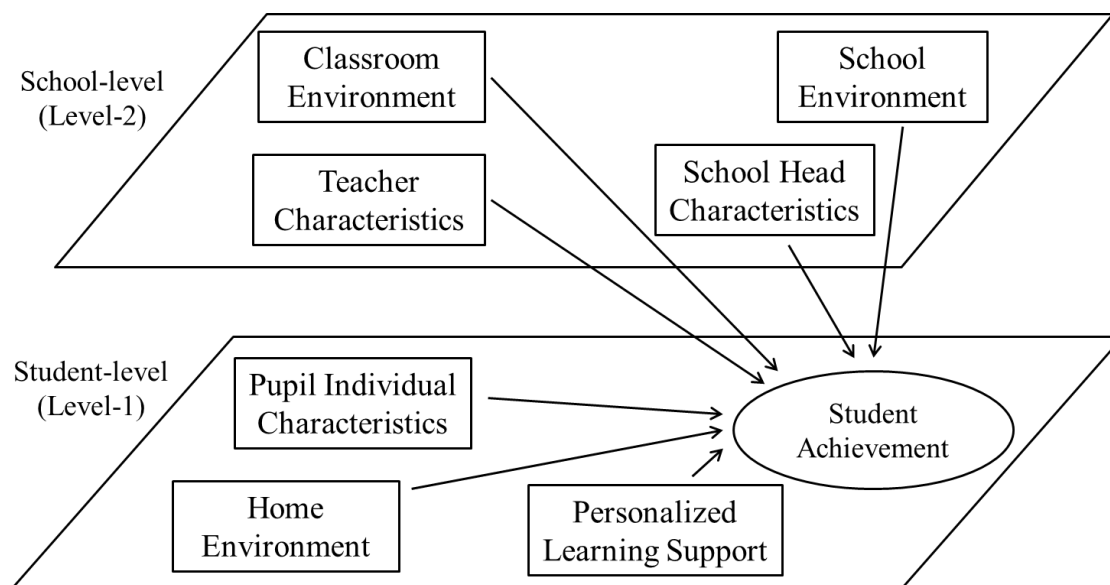 School-level
(Level-2)
Classroom
Environment
School
Environment
Teacher
Characteristics
School Head
Characteristics
Student-level
(Level-1)
Pupil Individual
Characteristics
Student
Achievement
Home
Environment
Personalized
Learning Support